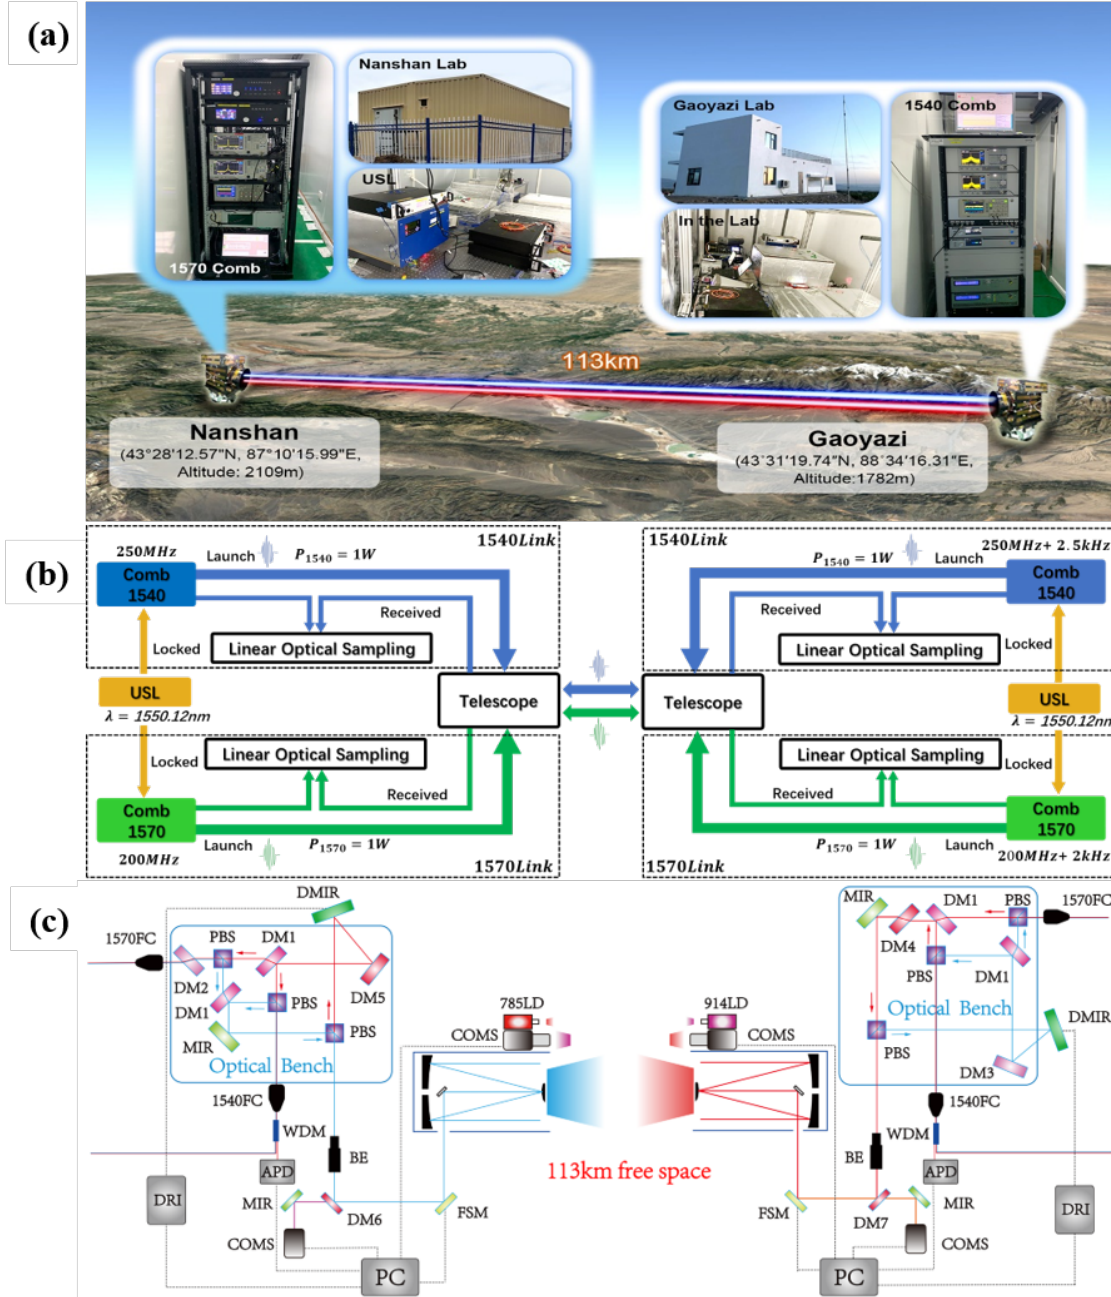 (a)
Nanshan Lab
USL
1570 Comb
Gaoyazi Lab
1540 Comb
In the Lab
113km
Nanshan
(43°28'12.57"N, 87°10'15.99"E,
Altitude: 2109m)
Gaoyazi
(43°31'19.74"N, 88°34'16.31"E,
Altitude:1782m)
(b)
250MHz
Launch
P1540 = 1W
1540Link
Comb
1540
Received
Linear Optical Sampling
Locked
USL
λ = 1550.12nm
Telescope
Locked
Linear Optical Sampling
Received
Comb
1570
200MHz
Launch
P1570 = 1W
1570Link
1540Link
P1540 = 1W
Launch
250MHz+ 2.5kHz
Comb
1540
Received
Linear Optical Sampling
Locked
Telescope
USL
λ = 1550.12nm
Linear Optical Sampling
Locked
Received
Comb
1570
1570Link
P1570 = 1W
Launch
200MHz+ 2kHz
(c)
DMIR
1570FC
PBS
DM1
DM2
DM1
PBS
DM5
MIR
PBS
Optical Bench
1540FC
WDM
APD
BE
DRI
MIR
DM6
FSM
COMS
PC
785LD
COMS
113km free space
914LD
COMS
MIR
DM1
PBS
1570FC
DM4
PBS
DM1
Optical Bench
DMIR
PBS
DM3
1540FC
WDM
BE
APD
MIR
FSM
DM7
DRI
COMS
PC